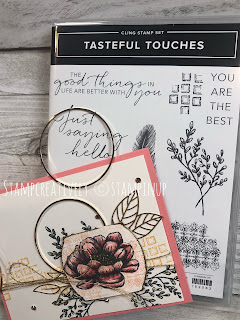 CLING STAMP SET
TASTEFUL TOUCHES
THE
good things IN
LIFE ARE BETTER WITH you
YOU
ARE
THE
BEST
just
saying
hello